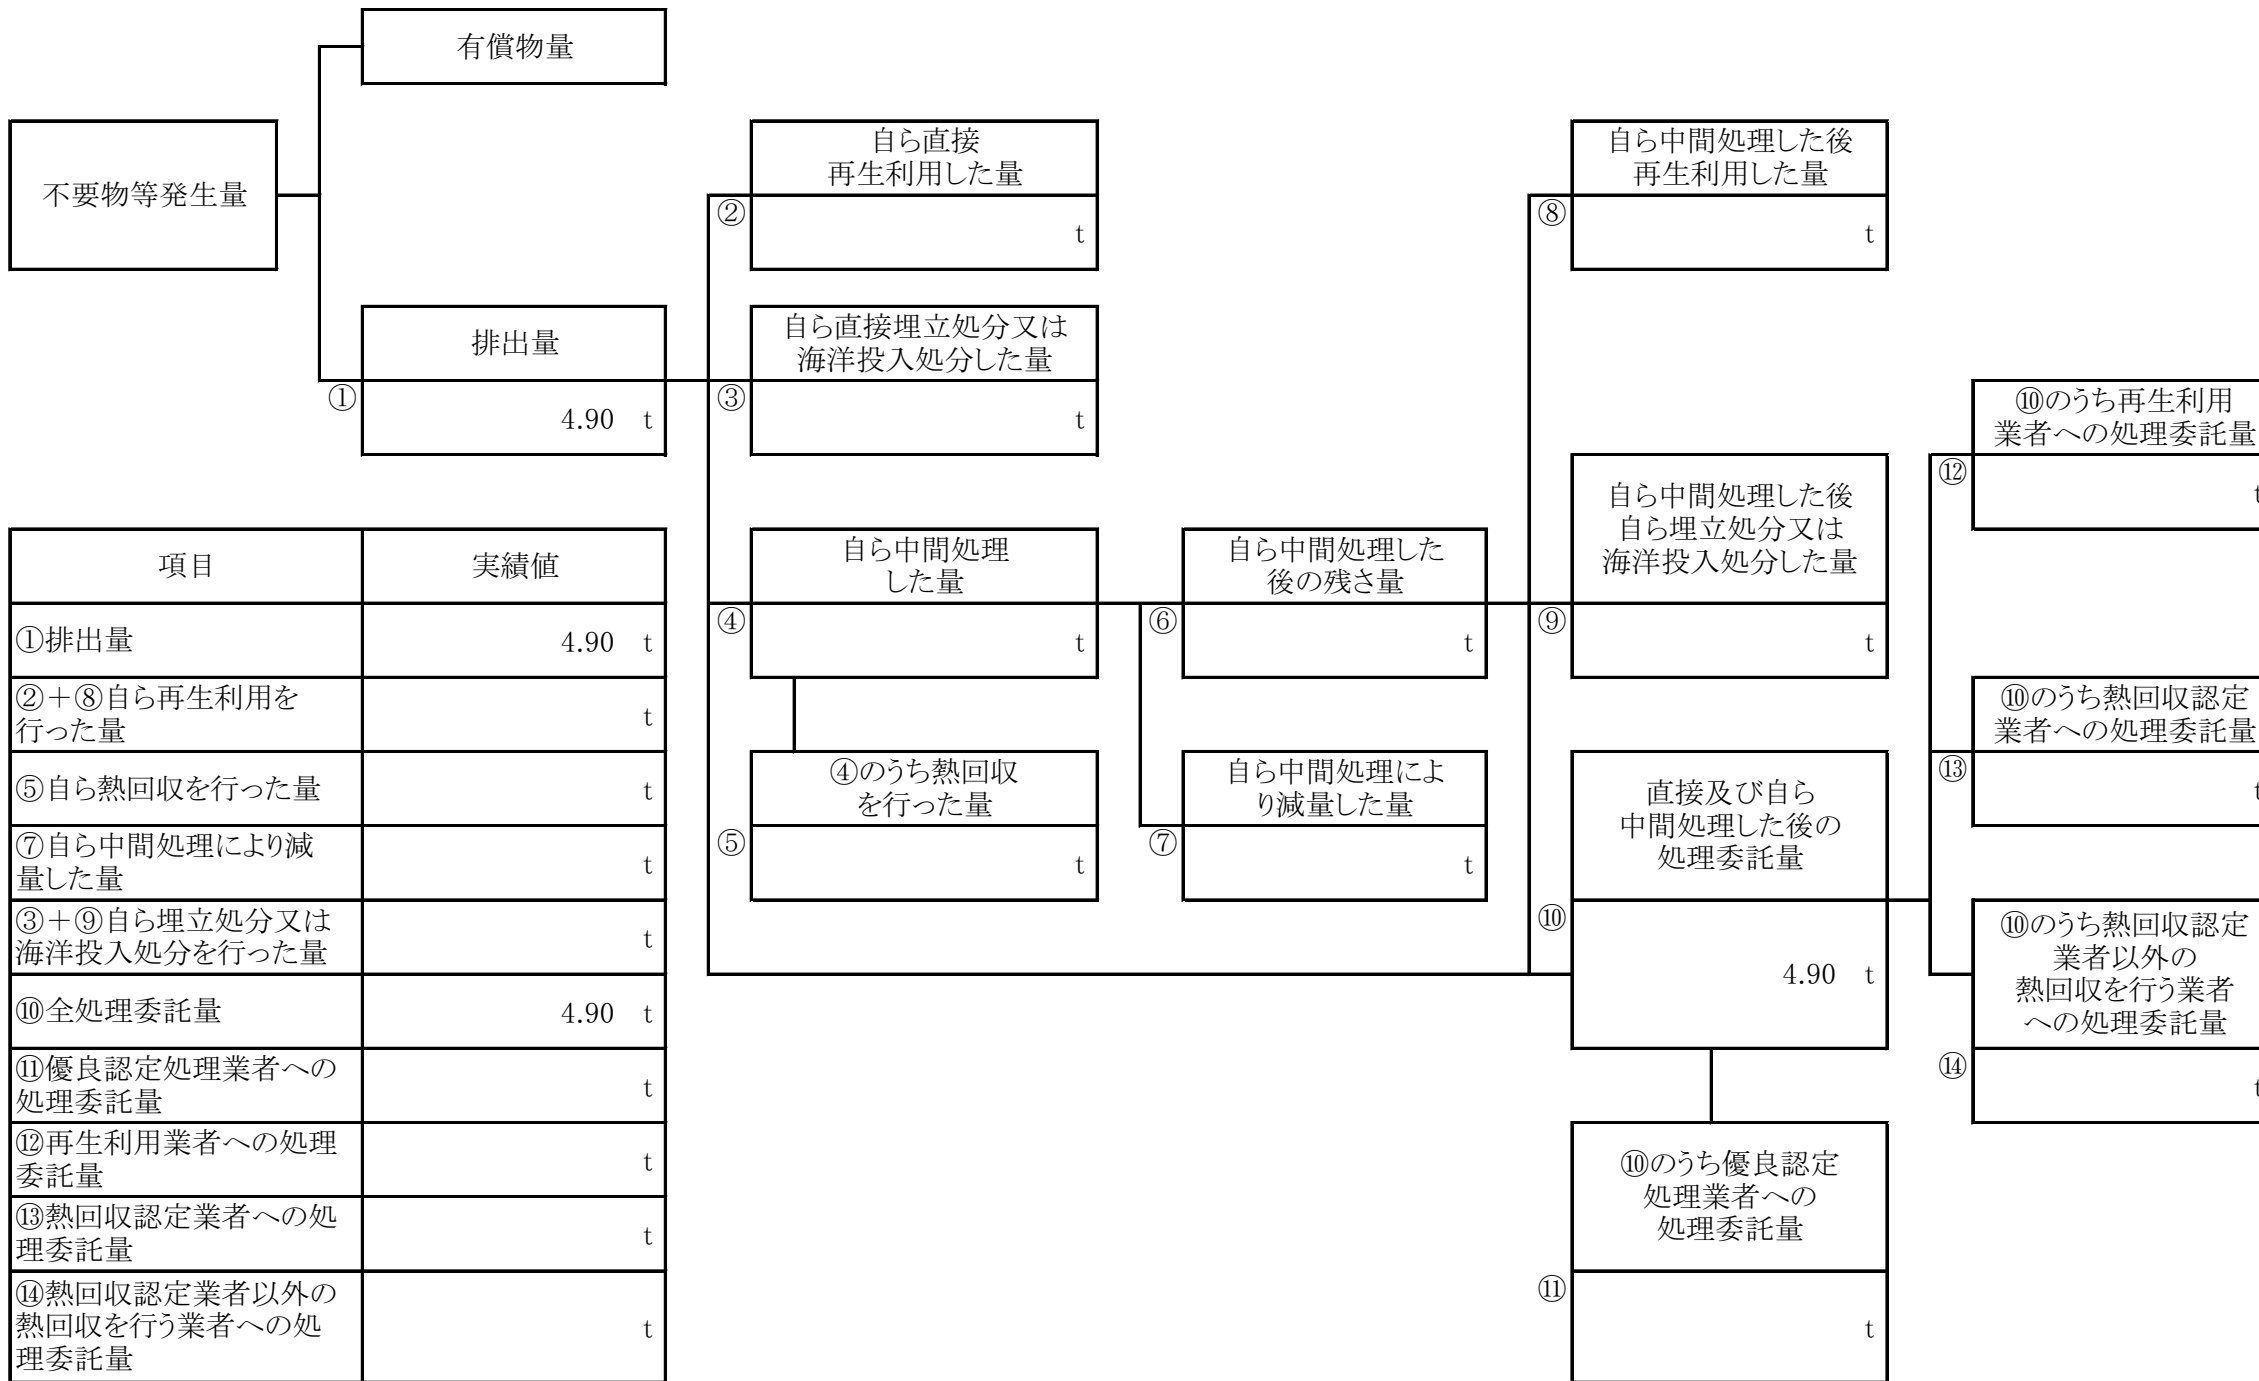 有償物量
不要物等発生量
排出量
①
4.90 t
自ら直接
再生利用した量
②
t
自ら直接埋立処分又は
海洋投入処分した量
③
t
自ら中間処理
した量
④
t
④のうち熱回収
を行った量
⑤
t
自ら中間処理した
後の残さ量
⑥
t
自ら中間処理によ
り減量した量
⑦
t
自ら中間処理した後
再生利用した量
⑧
t
自ら中間処理した後
自ら埋立処分又は
海洋投入処分した量
⑨
t
直接及び自ら
中間処理した後の
処理委託量
⑩
4.90 t
⑩のうち優良認定
処理業者への
処理委託量
⑪
t
⑩のうち再生利用
業者への処理委託量
⑫
t
⑩のうち熱回収認定
業者への処理委託量
⑬
t
⑩のうち熱回収認定
業者以外の
熱回収を行う業者
への処理委託量
⑭
t
項目 実績値
①排出量 4.90 t
②+⑧自ら再生利用を
行った量 t
⑤自ら熱回収を行った量 t
⑦自ら中間処理により減
量した量 t
③+⑨自ら埋立処分又は
海洋投入処分を行った量 t
⑩全処理委託量 4.90 t
⑪優良認定処理業者への
処理委託量 t
⑫再生利用業者への処理
委託量 t
⑬熱回収認定業者への処
理委託量 t
⑭熱回収認定業者以外の
熱回収を行う業者への処
理委託量 t